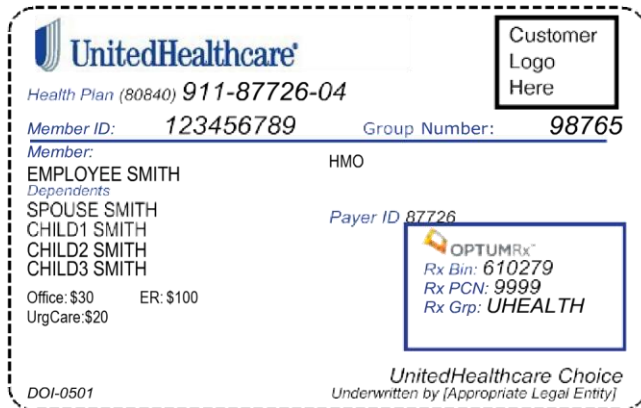 UnitedHealthcare®
Customer
Logo
Here
Health Plan (80840) 911-87726-04
Member ID: 123456789 Group Number: 98765
Member:
EMPLOYEE SMITH
HMO
Dependents
SPOUSE SMITH
CHILD1 SMITH
CHILD2 SMITH
CHILD3 SMITH
Payer ID 87726
OPTUMRx™
Rx Bin: 610279
Rx PCN: 9999
Rx Grp: UHEALTH
Office: $30 ER: $100
UrgCare:$20
UnitedHealthcare Choice
DOI-0501 Underwritten by [Appropriate Legal Entity]